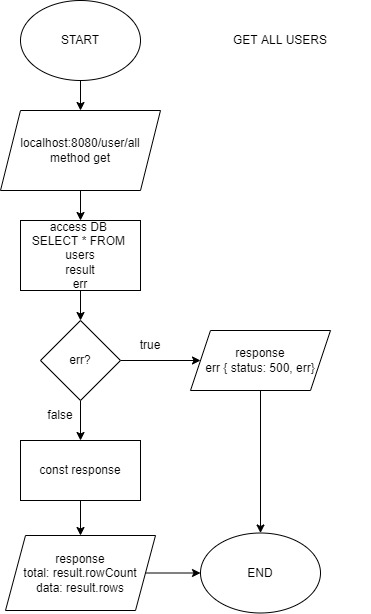 START
GET ALL USERS
localhost:8080/user/all
method get
access DB
SELECT * FROM
users
result
err
err?
true
response
err { status: 500, err}
false
const response
response
total: result.rowCount
data: result.rows
END